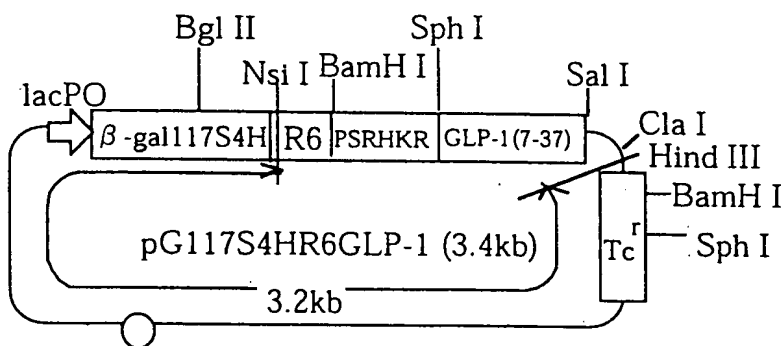 Bgl II
Sph I
Nsi I
BamH I
Sal I
lacPO
β-gal117S4H
R6
PSRHKR
GLP-1(7-37)
Cla I
Hind III
BamH I
Tcʳ
Sph I
pG117S4HR6GLP-1 (3.4kb)
3.2kb